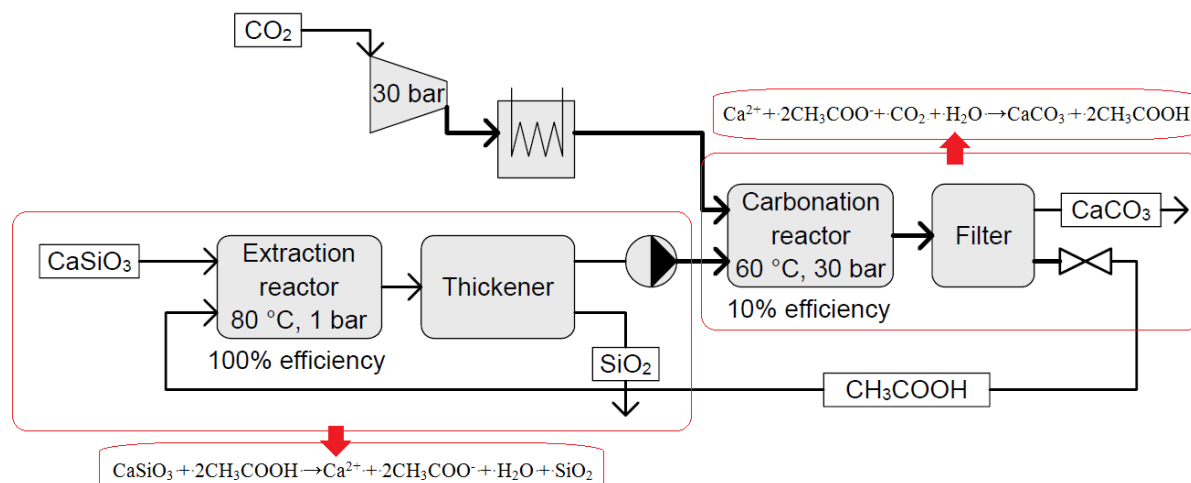 CO₂
30 bar
Ca²⁺+·2CH₃COO⁻+·CO₂+·H₂O·→CaCO₃+·2CH₃COOH
CaSiO₃
Extraction
reactor
80 °C, 1 bar
100% efficiency
Thickener
SiO₂
Carbonation
reactor
60 °C, 30 bar
10% efficiency
Filter
CaCO₃
CH₃COOH
CaSiO₃+·2CH₃COOH·→Ca²⁺+·2CH₃COO⁻+·H₂O+·SiO₂